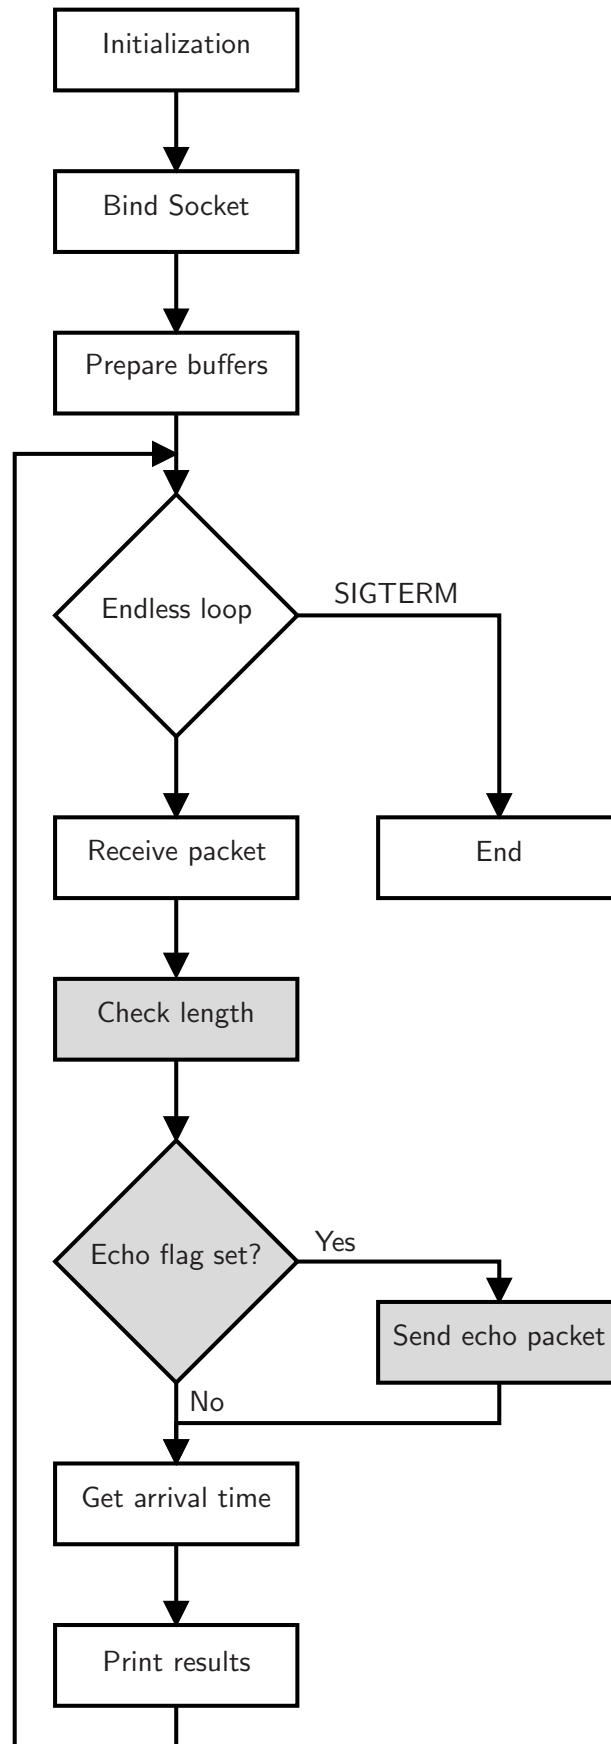 Initialization
Bind Socket
Prepare buffers
Endless loop
SIGTERM
Receive packet
End
Check length
Echo flag set?
Yes
Send echo packet
No
Get arrival time
Print results